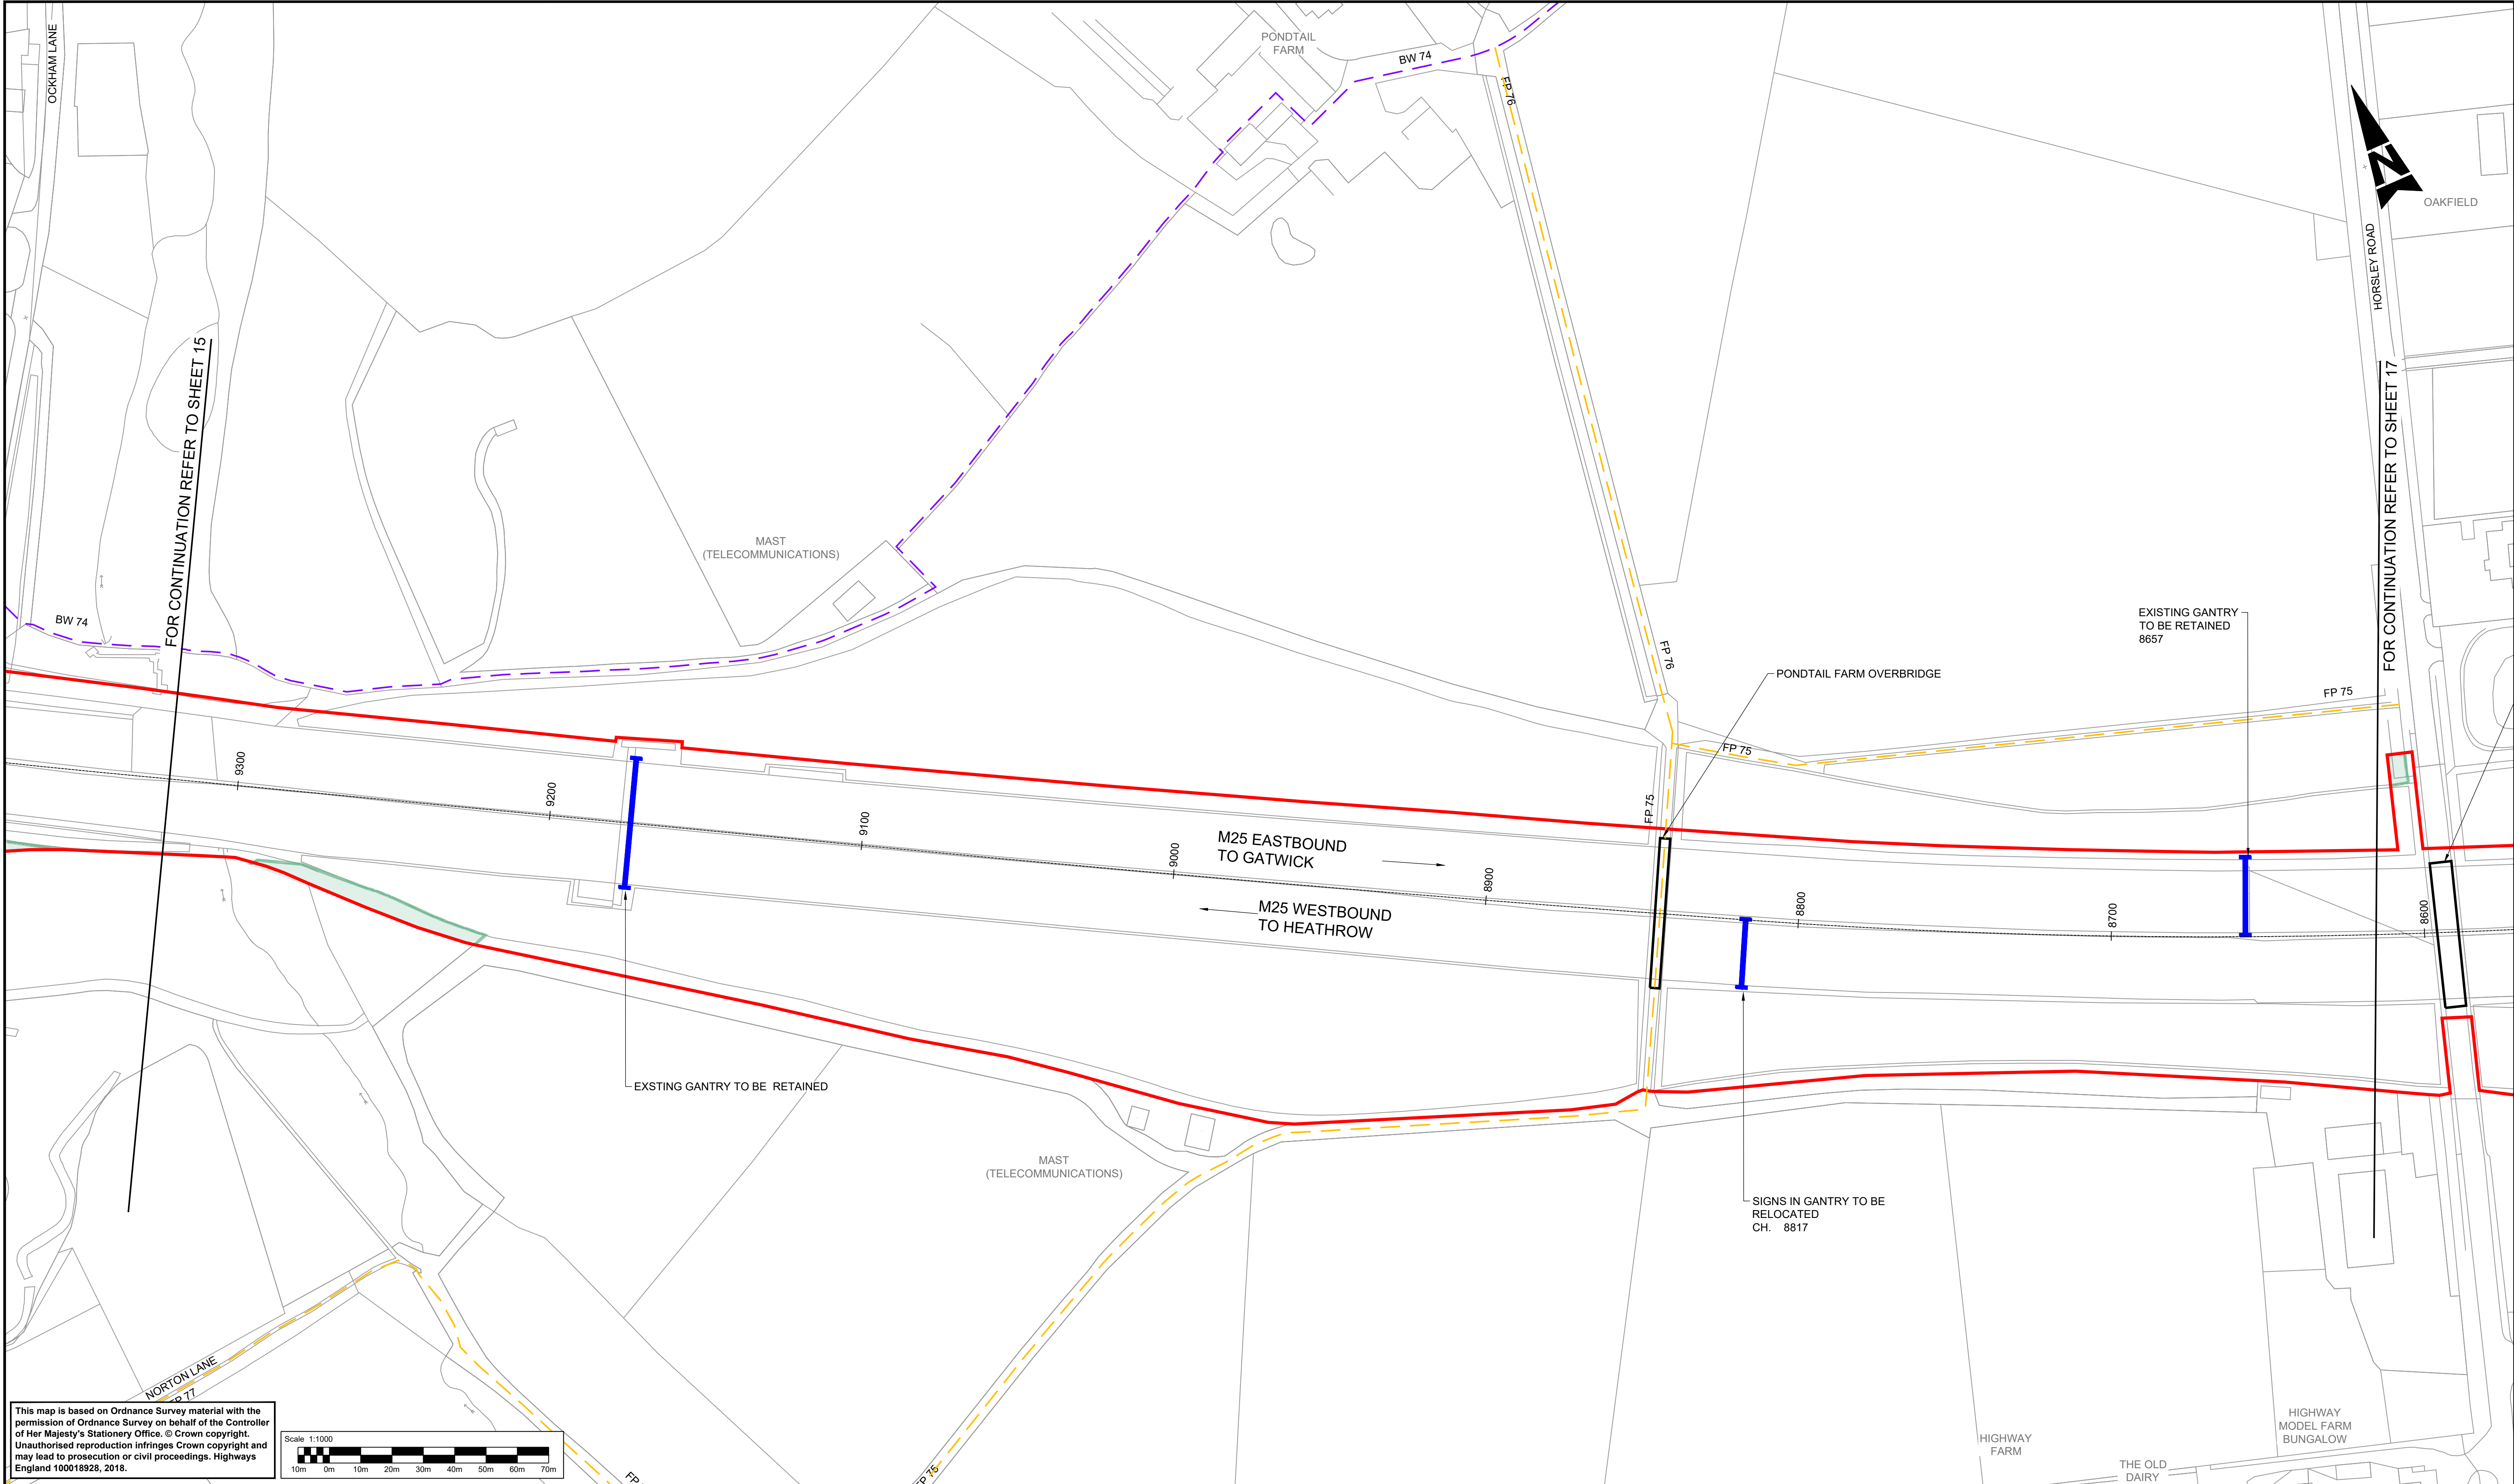 OCKHAM LANE
PONDTAIL
FARM
BW 74
FP 76
N
OAKFIELD
HORSLEY ROAD
FOR CONTINUATION REFER TO SHEET 15
FOR CONTINUATION REFER TO SHEET 17
MAST
(TELECOMMUNICATIONS)
BW 74
EXISTING GANTRY
TO BE RETAINED
8657
FP 76
PONDTAIL FARM OVERBRIDGE
FP 75
FP 75
FP 75
9300
9200
9100
9000
8900
8800
8700
8600
M25 EASTBOUND
TO GATWICK
M25 WESTBOUND
TO HEATHROW
EXSTING GANTRY TO BE  RETAINED
MAST
(TELECOMMUNICATIONS)
SIGNS IN GANTRY TO BE
RELOCATED
CH.    8817
NORTON LANE
FP 77
This map is based on Ordnance Survey material with the
permission of Ordnance Survey on behalf of the Controller
of Her Majesty's Stationery Office. © Crown copyright.
Unauthorised reproduction infringes Crown copyright and
may lead to prosecution or civil proceedings. Highways
England 100018928, 2018.
Scale  1:1000
10m 0m 10m 20m 30m 40m 50m 60m 70m
FP
FP 75
HIGHWAY
FARM
HIGHWAY
MODEL FARM
BUNGALOW
THE OLD
DAIRY